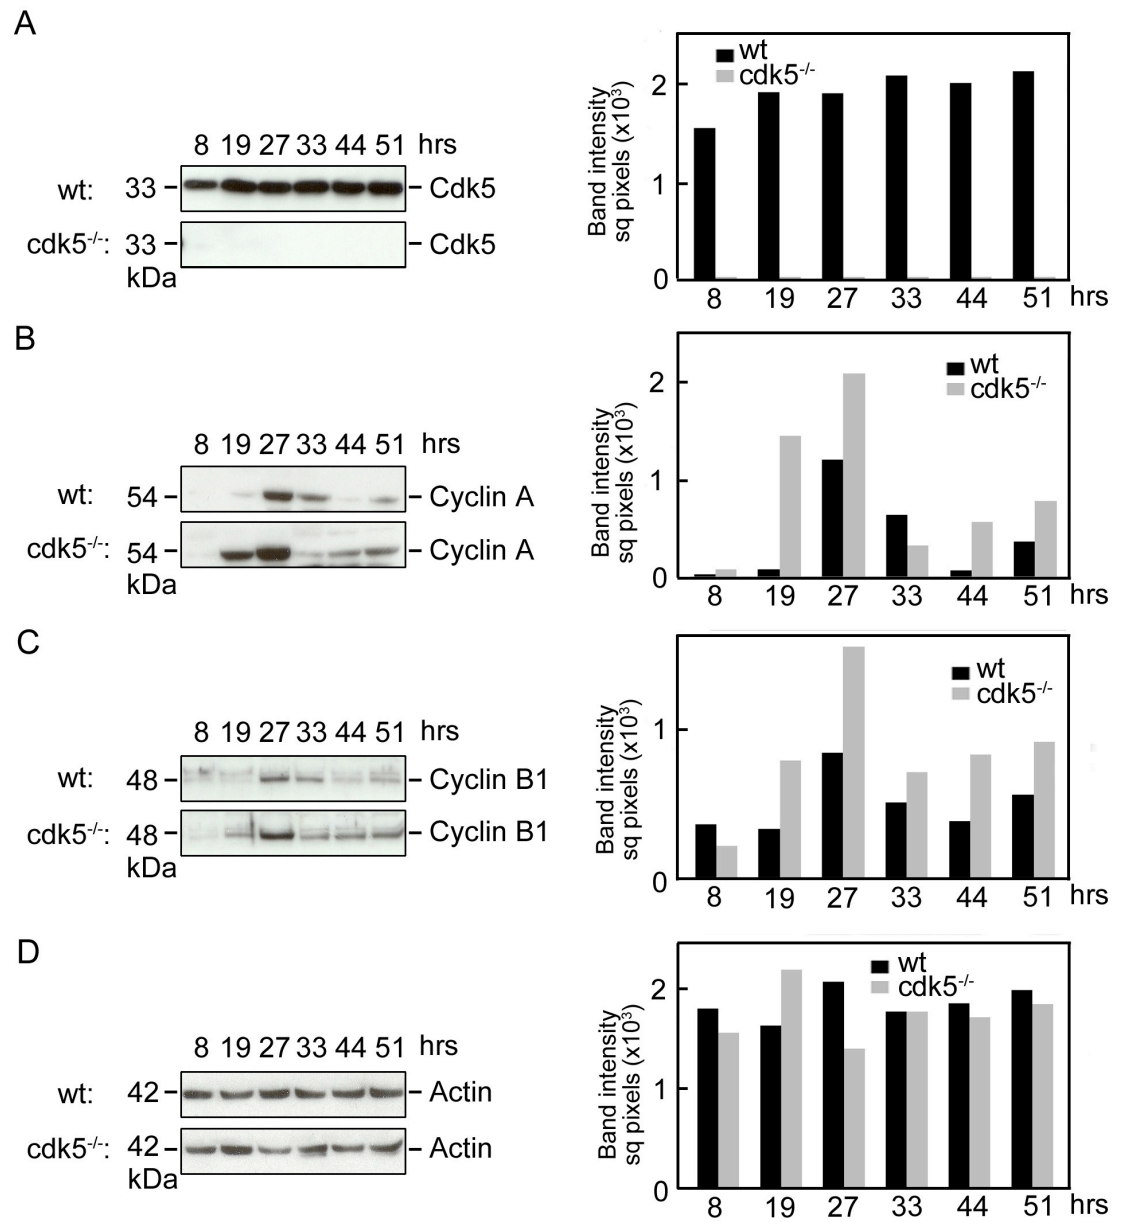 A
8 19 27 33 44 51 hrs
wt: 33 – Cdk5
cdk5-/-: 33 – Cdk5
kDa
wt
cdk5-/-
Band intensity
sq pixels (x10³)
2
1
0
8 19 27 33 44 51 hrs
B
8 19 27 33 44 51 hrs
wt: 54 – Cyclin A
cdk5-/-: 54 – Cyclin A
kDa
wt
cdk5-/-
Band intensity
sq pixels (x10³)
2
1
0
8 19 27 33 44 51 hrs
C
8 19 27 33 44 51 hrs
wt: 48 – Cyclin B1
cdk5-/-: 48 – Cyclin B1
kDa
wt
cdk5-/-
Band intensity
sq pixels (x10³)
1
0
8 19 27 33 44 51 hrs
D
8 19 27 33 44 51 hrs
wt: 42 – Actin
cdk5-/-: 42 – Actin
kDa
wt
cdk5-/-
Band intensity
sq pixels (x10³)
2
1
0
8 19 27 33 44 51 hrs